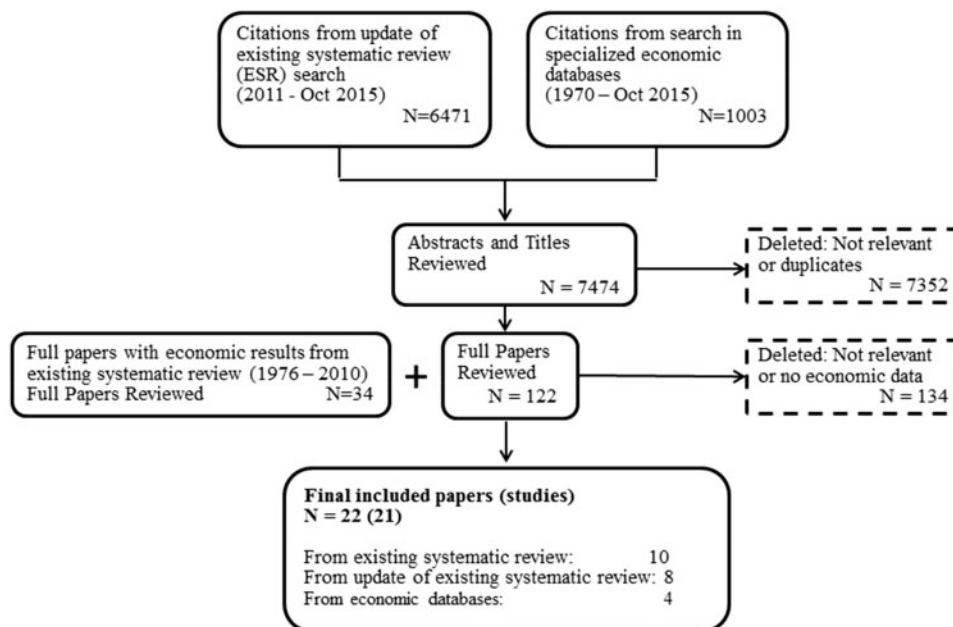 Citations from update of
existing systematic review
(ESR) search
(2011 - Oct 2015)
N=6471
Citations from search in
specialized economic
databases
(1970 – Oct 2015)
N=1003
Abstracts and Titles
Reviewed
N = 7474
Deleted: Not relevant
or duplicates
N = 7352
Full papers with economic results from
existing systematic review (1976 – 2010)
Full Papers Reviewed N=34
+
Full Papers
Reviewed
N = 122
Deleted: Not relevant
or no economic data
N = 134
Final included papers (studies)
N = 22 (21)
From existing systematic review: 10
From update of existing systematic review: 8
From economic databases: 4